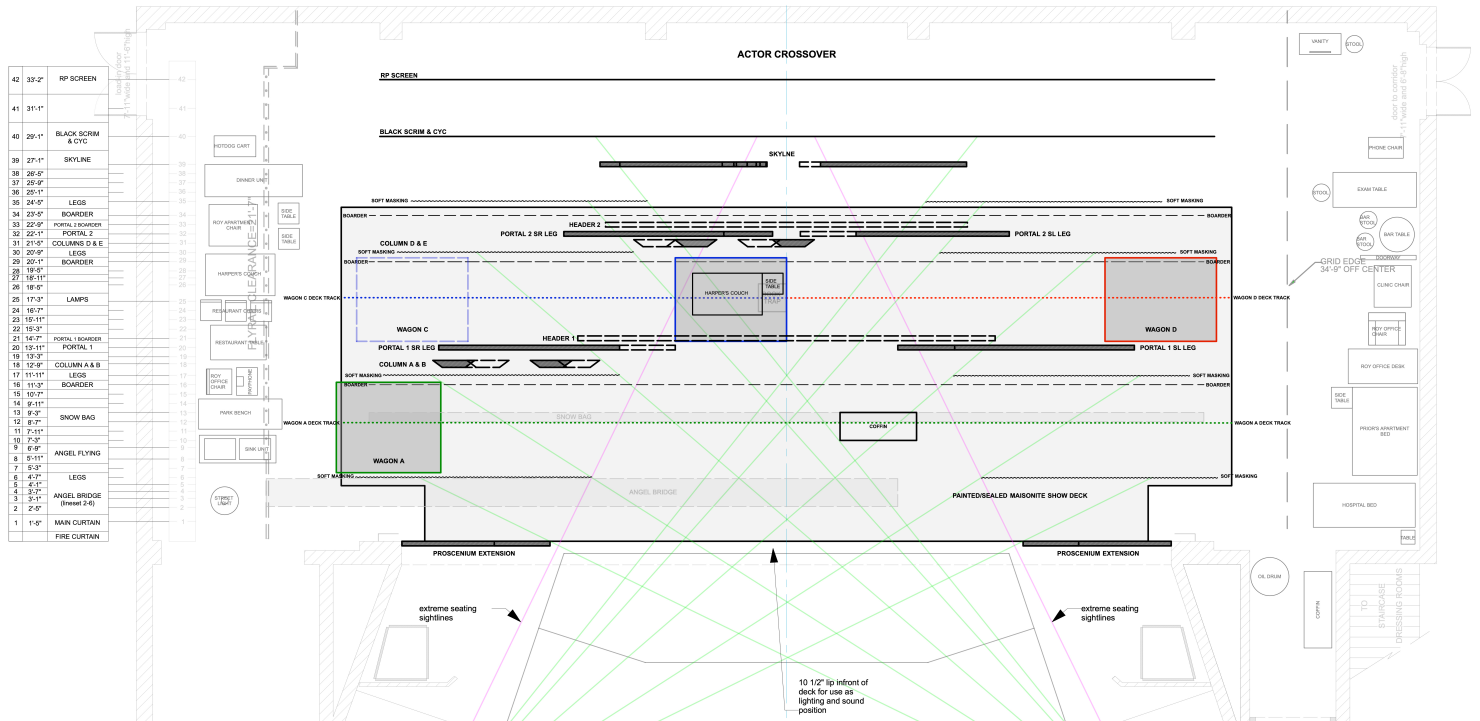 ACTOR CROSSOVER
RP SCREEN
BLACK SCRIM & CYC
SKYLNE
42 33'-2" RP SCREEN
41 31'-1"
40 29'-1" BLACK SCRIM
& CYC
39 27'-1" SKYLINE
38 26'-5"
37 25'-9"
36 25'-1"
35 24'-5" LEGS
34 23'-5" BOARDER
33 22'-9" PORTAL 2 BOARDER
32 22'-1" PORTAL 2
31 21'-5" COLUMNS D & E
30 20'-9" LEGS
29 20'-1" BOARDER
28 19'-5"
27 18'-11"
26 18'-5"
25 17'-3" LAMPS
24 16'-7"
23 15'-11"
22 15'-3"
21 14'-7" PORTAL 1 BOARDER
20 13'-11" PORTAL 1
19 13'-3"
18 12'-9" COLUMN A & B
17 11'-11" LEGS
16 11'-3" BOARDER
15 10'-7"
14 9'-11"
13 9'-3" SNOW BAG
12 8'-7"
11 7'-11"
10 7'-3"
9 6'-9" ANGEL FLYING
8 5'-11"
7 5'-3"
6 4'-7" LEGS
5 4'-1"
4 3'-7" ANGEL BRIDGE
3 3'-1" (lineset 2-6)
2 2'-5"
1 1'-5" MAIN CURTAIN
FIRE CURTAIN
HOTDOG CART
DINNER UNIT
ROY APARTMENT
CHAIR
SIDE
TABLE
SIDE
TABLE
HARPER'S COUCH
RESTAURANT TABLE
ROY
OFFICE
CHAIR
PAYPHONE
PARK BENCH
SINK UNIT
STREET
LIGHT
SOFT MASKING
SOFT MASKING
BOARDER
BOARDER
HEADER 2
PORTAL 2 SR LEG
PORTAL 2 SL LEG
COLUMN D & E
SOFT MASKING
SOFT MASKING
BOARDER
BOARDER
HARPER'S COUCH
SIDE
TABLE
TRAP
WAGON C DECK TRACK
WAGON D DECK TRACK
WAGON C
WAGON D
HEADER 1
PORTAL 1 SR LEG
PORTAL 1 SL LEG
COLUMN A & B
SOFT MASKING
SOFT MASKING
BOARDER
BOARDER
SNOW BAG
WAGON A DECK TRACK
WAGON A DECK TRACK
COFFIN
WAGON A
SOFT MASKING
SOFT MASKING
ANGEL BRIDGE
PAINTED/SEALED MAISONITE SHOW DECK
PROSCENIUM EXTENSION
PROSCENIUM EXTENSION
extreme seating
sightlines
extreme seating
sightlines
10 1/2" lip infront of
deck for use as
lighting and sound
position
VANITY
STOOL
door to corridor
PHONE CHAIR
STOOL
EXAM TABLE
BAR
STOOL
BAR TABLE
BAR
STOOL
DOORWAY
GRID EDGE
34'-9" OFF CENTER
CLINIC CHAIR
ROY OFFICE
CHAIR
ROY OFFICE DESK
SIDE
TABLE
PRIOR'S APARTMENT
BED
HOSPITAL BED
TABLE
OIL DRUM
COFFIN
TO
STAIRCASE
DRESSING ROOMS